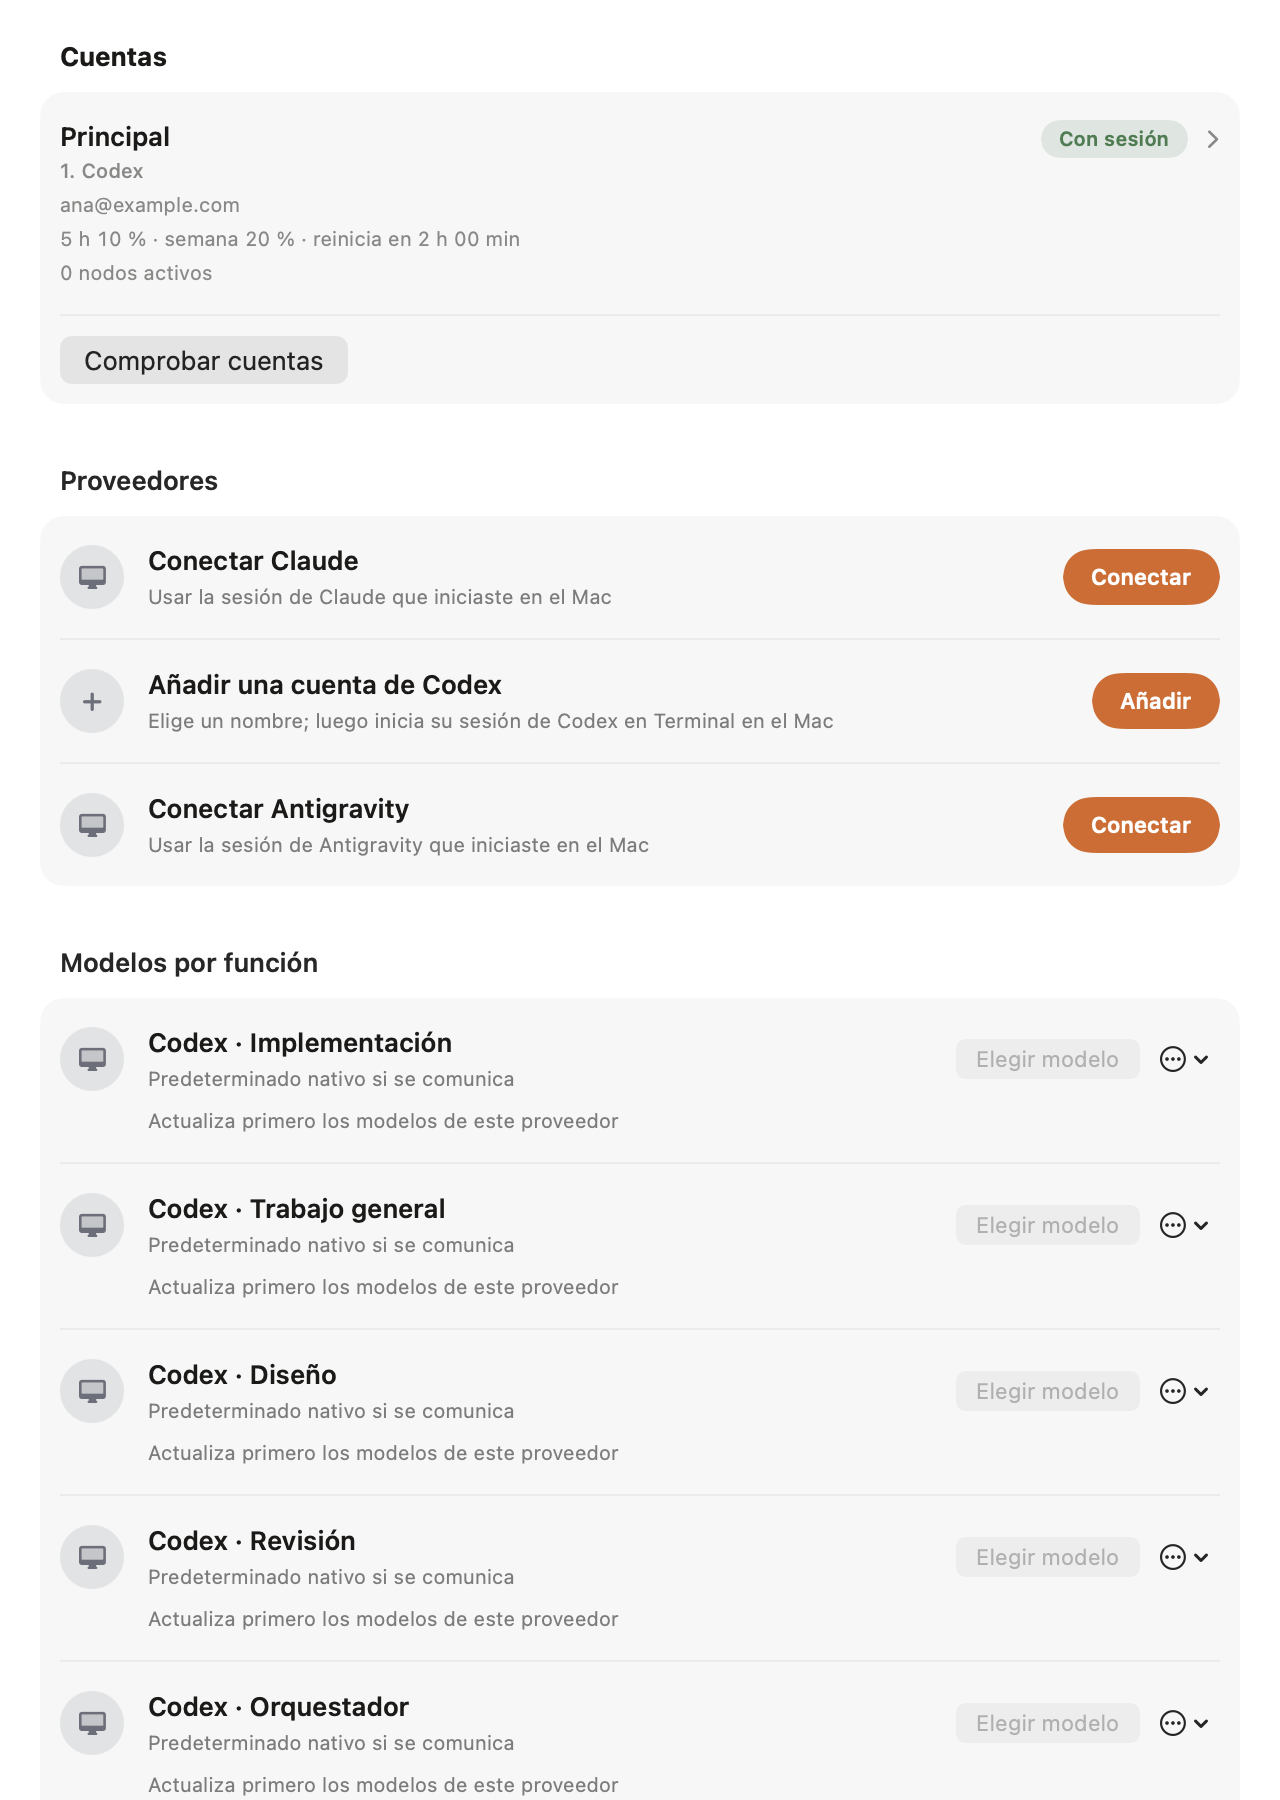 Cuentas
Principal
Con sesión
1. Codex
ana@example.com
5 h 10 % · semana 20 % · reinicia en 2 h 00 min
0 nodos activos
Comprobar cuentas
Proveedores
Conectar Claude
Usar la sesión de Claude que iniciaste en el Mac
Conectar
Añadir una cuenta de Codex
Elige un nombre; luego inicia su sesión de Codex en Terminal en el Mac
Añadir
Conectar Antigravity
Usar la sesión de Antigravity que iniciaste en el Mac
Conectar
Modelos por función
Codex · Implementación
Predeterminado nativo si se comunica
Elegir modelo
Actualiza primero los modelos de este proveedor
Codex · Trabajo general
Predeterminado nativo si se comunica
Elegir modelo
Actualiza primero los modelos de este proveedor
Codex · Diseño
Predeterminado nativo si se comunica
Elegir modelo
Actualiza primero los modelos de este proveedor
Codex · Revisión
Predeterminado nativo si se comunica
Elegir modelo
Actualiza primero los modelos de este proveedor
Codex · Orquestador
Predeterminado nativo si se comunica
Elegir modelo
Actualiza primero los modelos de este proveedor